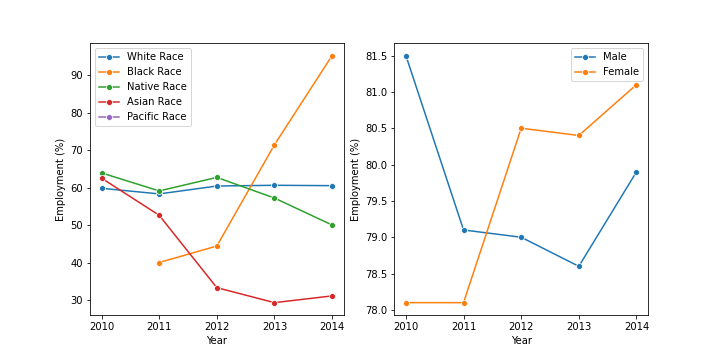 White Race
Black Race
Native Race
Asian Race
Pacific Race
90
80
70
60
50
40
30
Employment (%)
2010 2011 2012 2013 2014
Year
Male
Female
81.5
81.0
80.5
80.0
79.5
79.0
78.5
78.0
Employment (%)
2010 2011 2012 2013 2014
Year